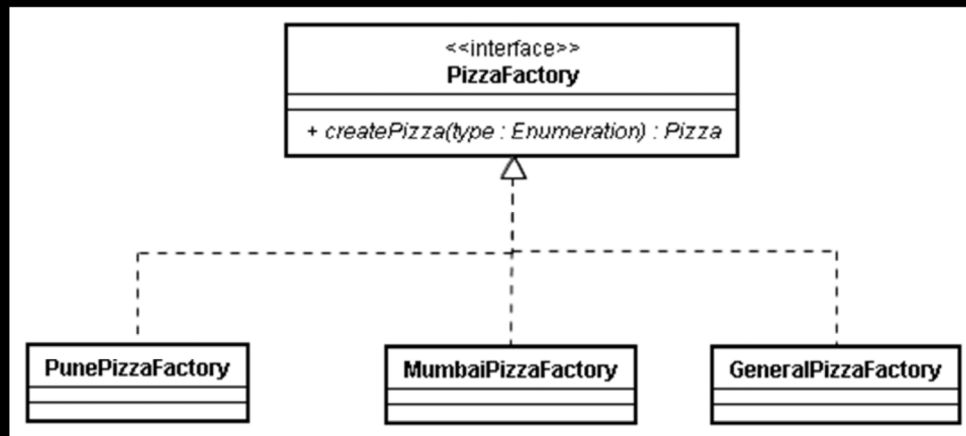 <<interface>>
PizzaFactory
+ createPizza(type : Enumeration) : Pizza
PunePizzaFactory
MumbaiPizzaFactory
GeneralPizzaFactory